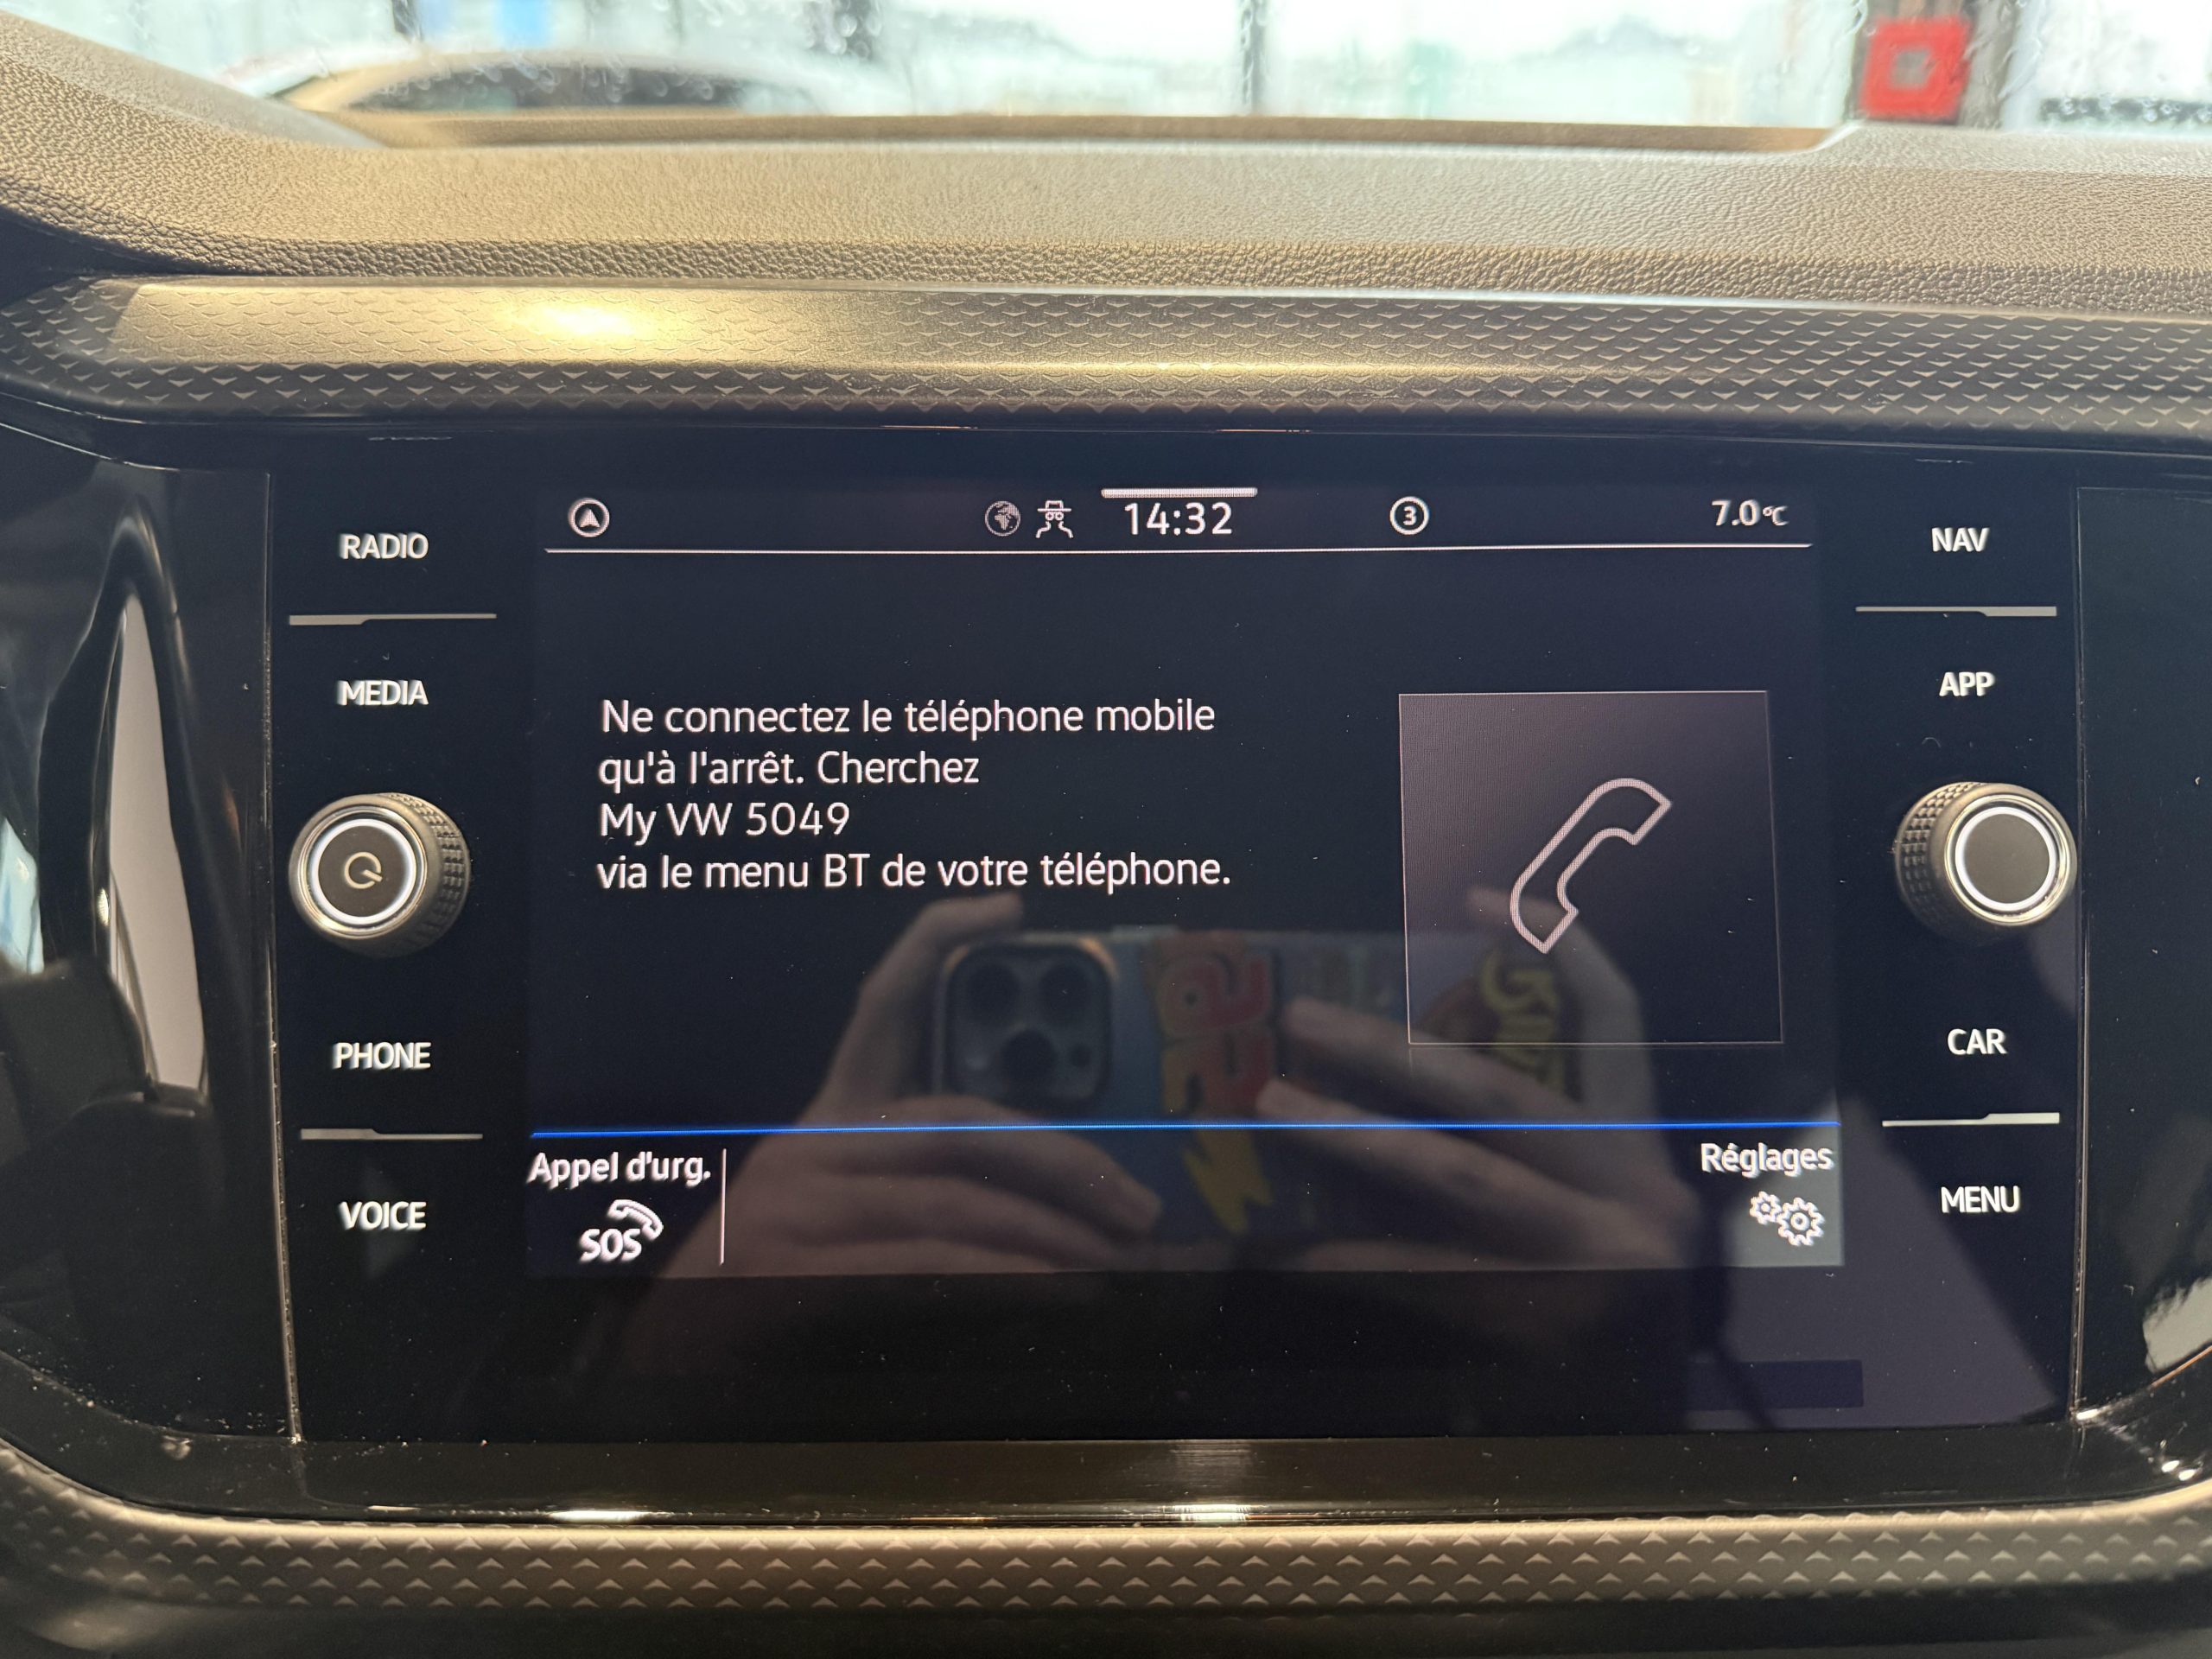 14:32
3
7.0°C
RADIO
MEDIA
PHONE
VOICE
Ne connectez le téléphone mobile
qu'à l'arrêt. Cherchez
My VW 5049
via le menu BT de votre téléphone.
Appel d'urg.
SOS
Réglages
NAV
APP
CAR
MENU